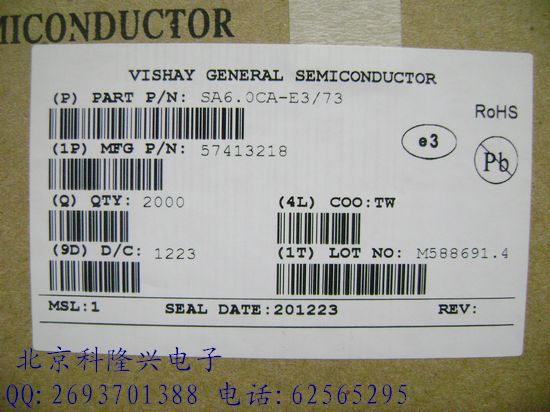 MICONDUCTOR
VISHAY GENERAL SEMICONDUCTOR
(P) PART P/N: SA6.0CA-E3/73
RoHS
(1P) MFG P/N: 57413218
e3
Pb
(Q) QTY: 2000
(4L) COO:TW
(9D) D/C: 1223
(1T) LOT NO: M588691.4
MSL:1 SEAL DATE:201223 REV:
北京科隆兴电子
QQ:2693701388 电话:62565295